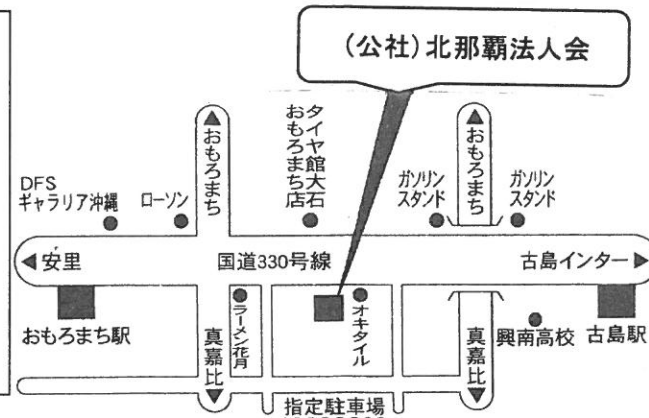 (公社)北那覇法人会
▲おもろまち
タイヤ館大石
おもろまち店
▲おもろまち
DFS
ギャラリア沖縄
ローソン
ガソリン
スタンド
ガソリン
スタンド
◀安里
国道330号線
古島インター▶
おもろまち駅
真嘉比▼
ラーメン花月
オキタイル
真嘉比▼
興南高校
古島駅
指定駐車場